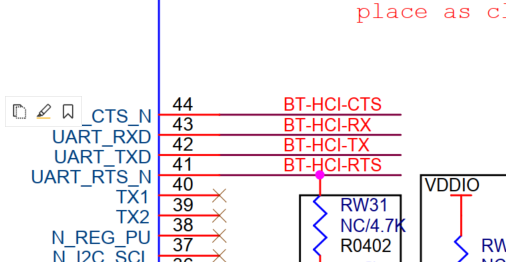 place as cl
44 BT-HCI-CTS
_CTS_N
43 BT-HCI-RX
UART_RXD
42 BT-HCI-TX
UART_TXD
41 BT-HCI-RTS
UART_RTS_N
40
TX1
39
TX2
38
N_REG_PU
37
N_I2C_SCL
36
VDDIO
RW31
NC/4.7K
R0402
RW